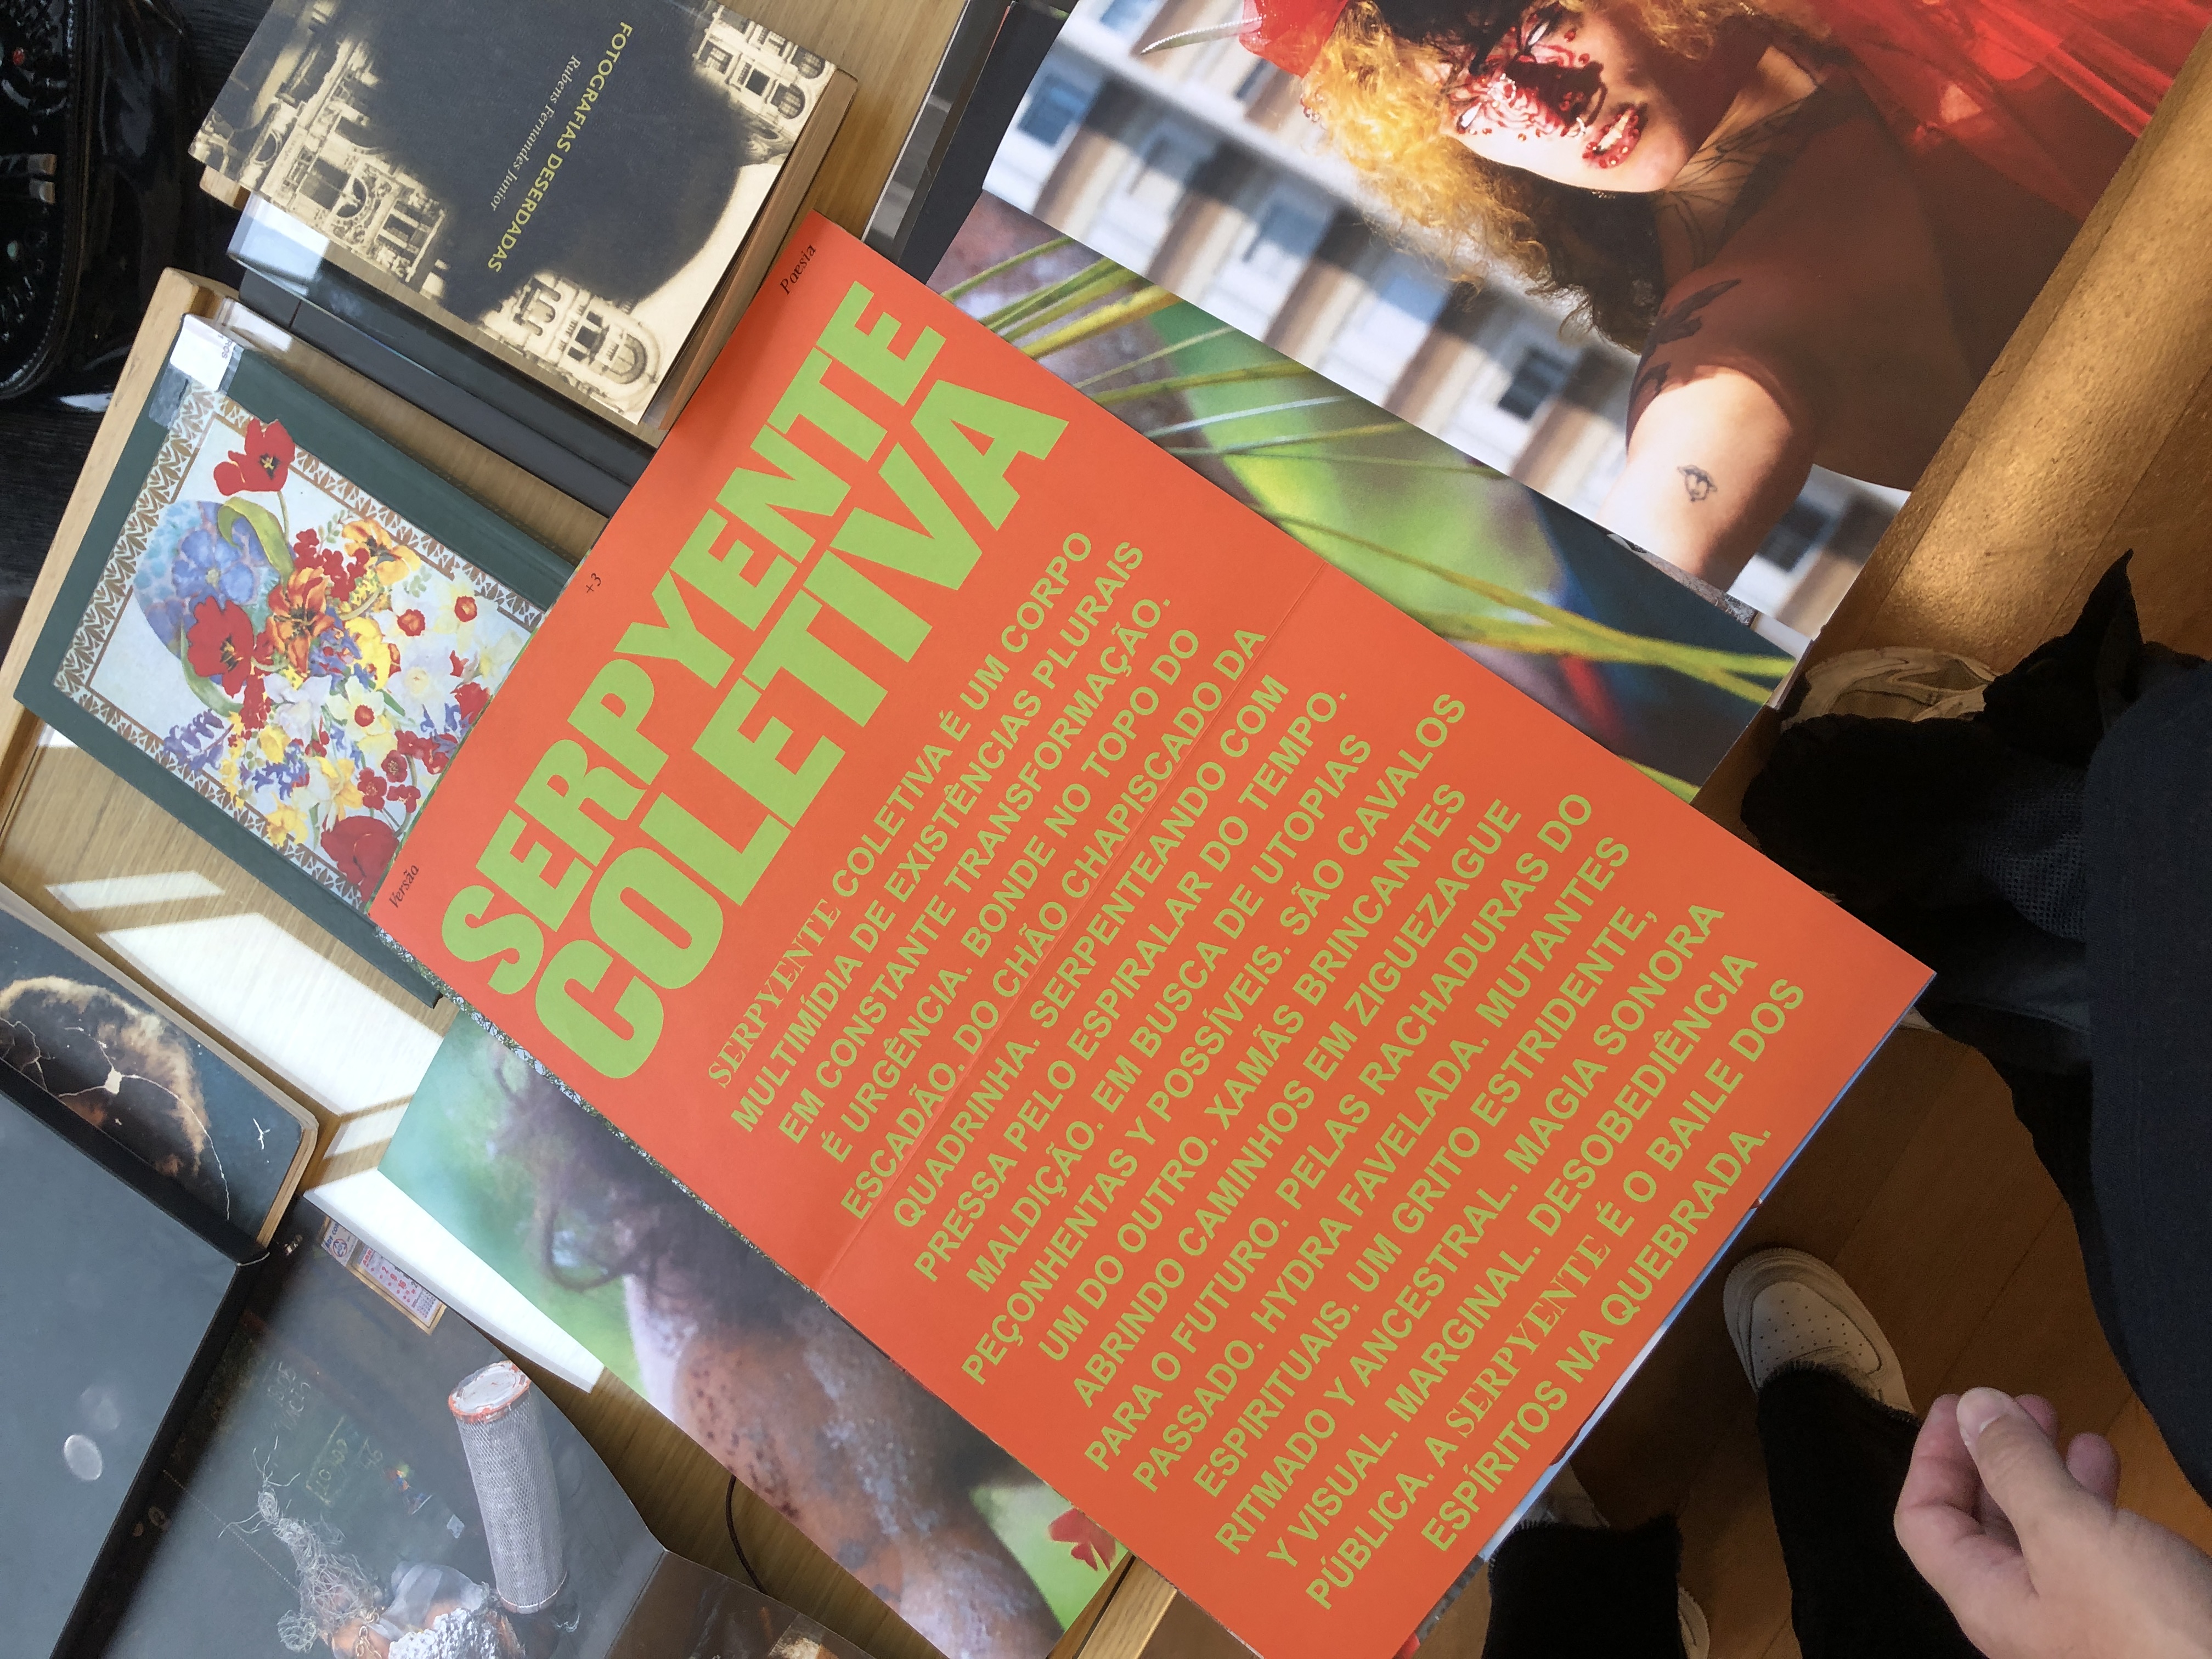 FOTOGRAFIAS DESERDADAS
Rubens Fernandes Junior
Versão
+3
Poesia
SERPYENTE
COLETIVA
SERPYENTE COLETIVA É UM CORPO
MULTIMÍDIA DE EXISTÊNCIAS PLURAIS
EM CONSTANTE TRANSFORMAÇÃO.
É URGÊNCIA. BONDE NO TOPO DO
ESCADÃO. DO CHÃO CHAPISCADO DA
QUADRINHA. SERPENTEANDO COM
PRESSA PELO ESPIRALAR DO TEMPO.
MALDIÇÃO. EM BUSCA DE UTOPIAS
PEÇONHENTAS Y POSSÍVEIS. SÃO CAVALOS
UM DO OUTRO. XAMÃS BRINCANTES
ABRINDO CAMINHOS EM ZIGUEZAGUE
PARA O FUTURO. PELAS RACHADURAS DO
PASSADO. HYDRA FAVELADA. MUTANTES
ESPIRITUAIS. UM GRITO ESTRIDENTE,
RITMADO Y ANCESTRAL. MAGIA SONORA
Y VISUAL. MARGINAL. DESOBEDIÊNCIA
PÚBLICA. A SERPYENTE É O BAILE DOS
ESPÍRITOS NA QUEBRADA.